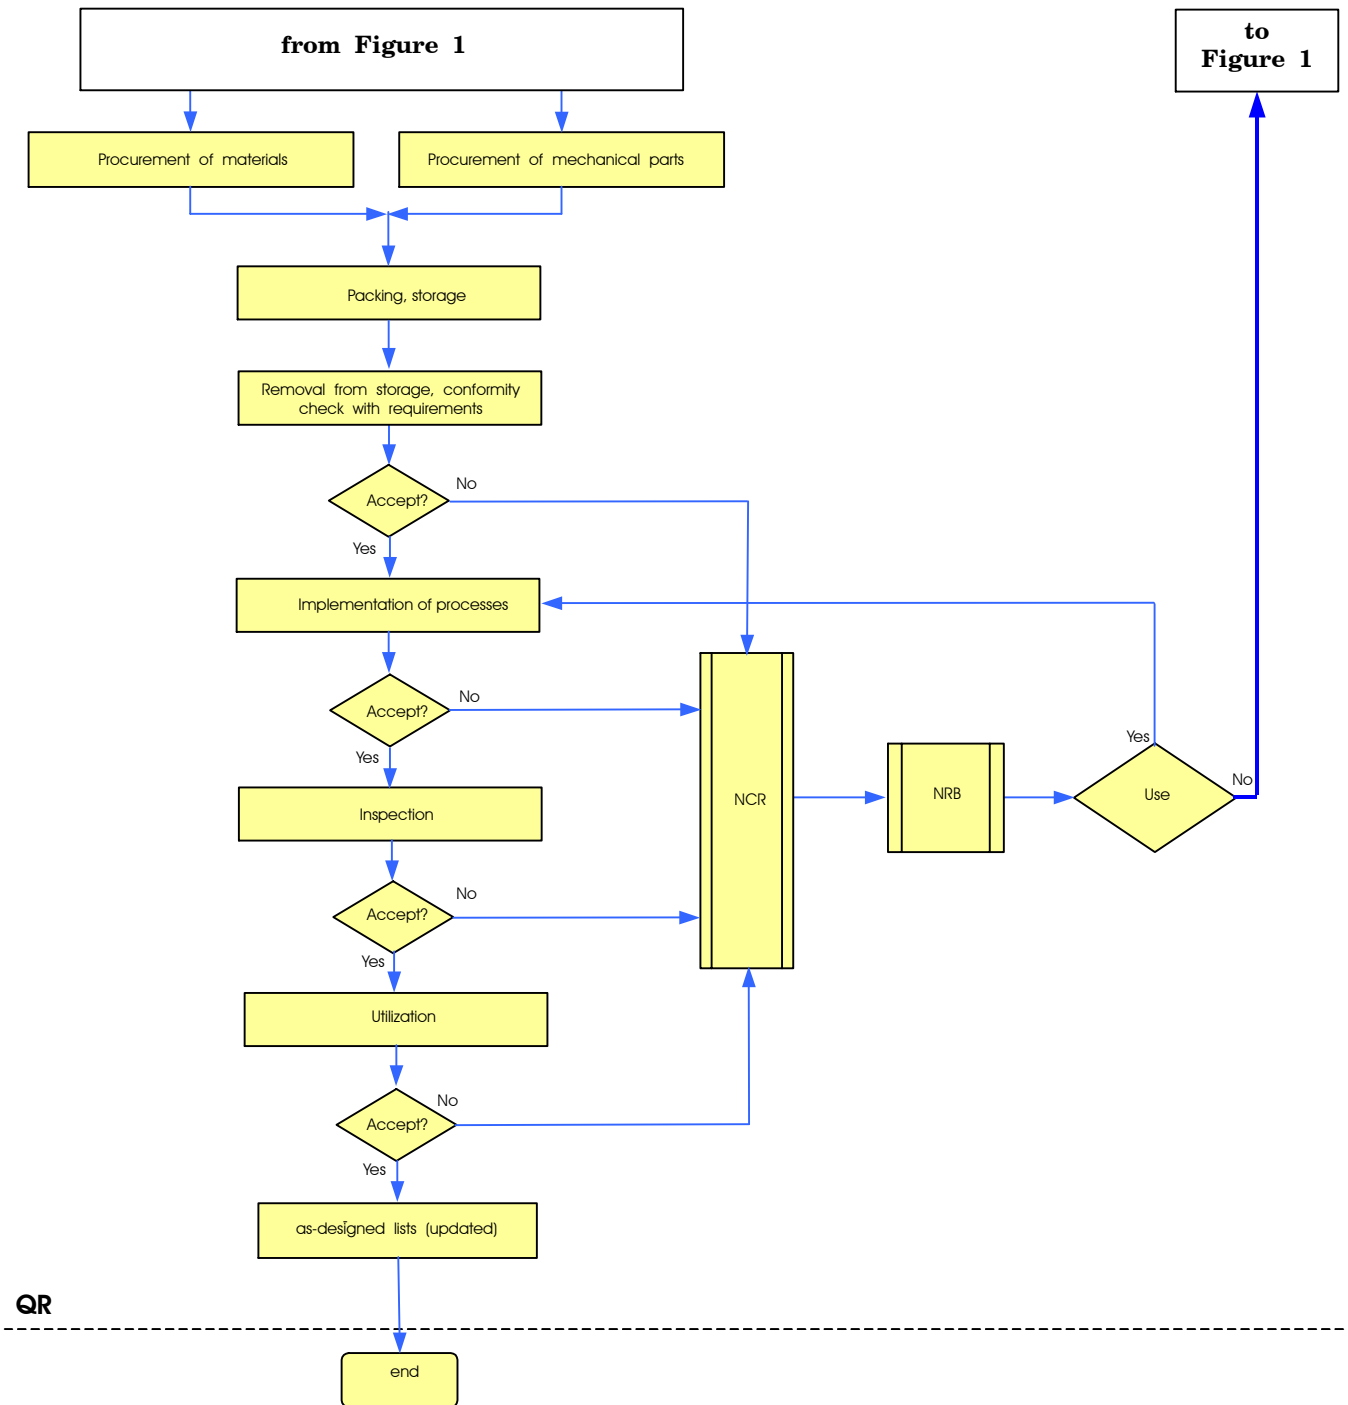 from Figure 1
to
Figure 1
Procurement of materials
Procurement of mechanical parts
Packing, storage
Removal from storage, conformity
check with requirements
No
Accept?
Yes
Implementation of processes
No
Accept?
Yes
Yes
No
Inspection
NCR
NRB
Use
No
Accept?
Yes
Utilization
No
Accept?
Yes
as-designed lists (updated)
QR
end